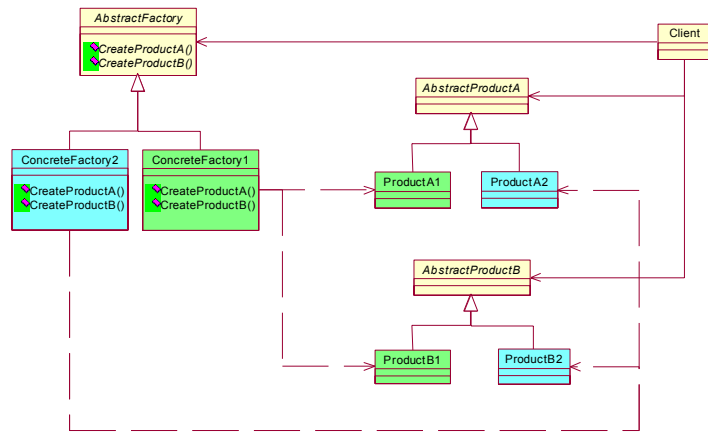 AbstractFactory
CreateProductA()
CreateProductB()
Client
AbstractProductA
ConcreteFactory2
CreateProductA()
CreateProductB()
ConcreteFactory1
CreateProductA()
CreateProductB()
ProductA1
ProductA2
AbstractProductB
ProductB1
ProductB2